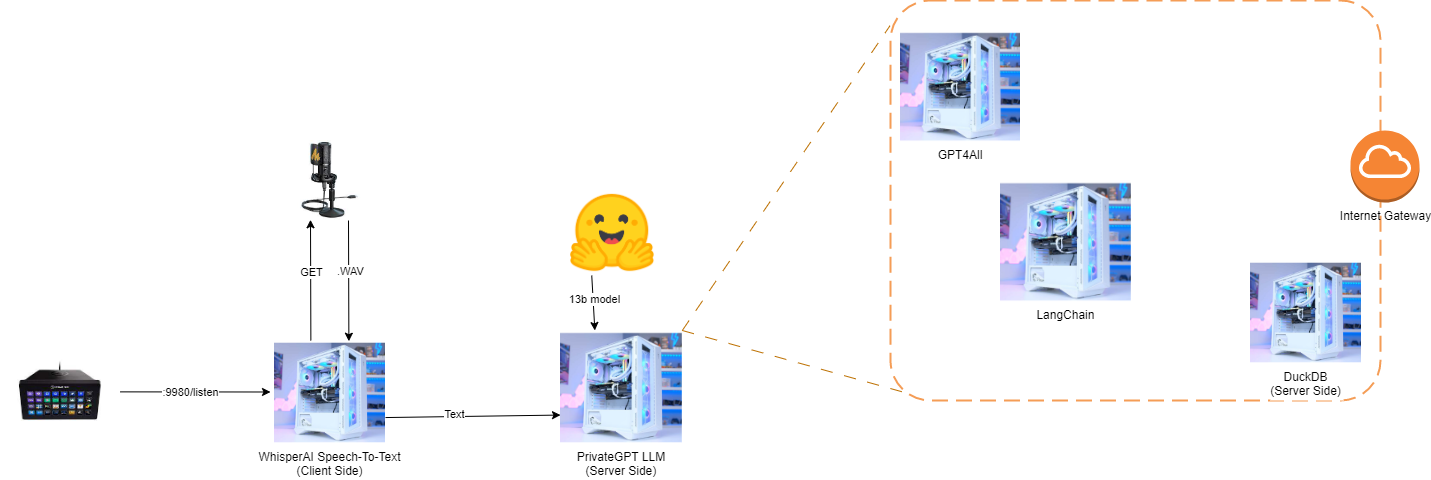 GPT4All
Internet Gateway
GET
.WAV
13b model
LangChain
DuckDB
(Server Side)
:9980/listen
Text
WhisperAI Speech-To-Text
(Client Side)
PrivateGPT LLM
(Server Side)